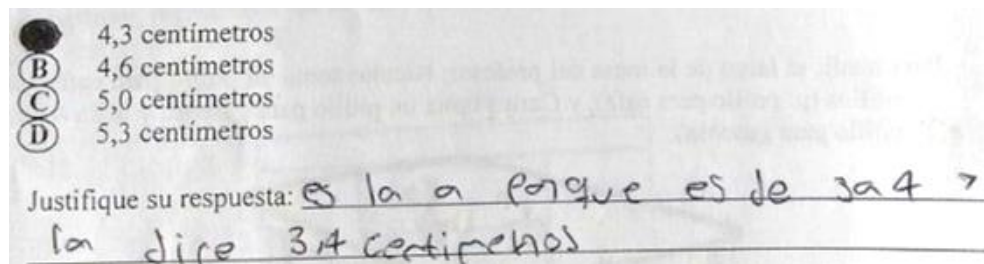 4,3 centímetros
B 4,6 centímetros
C 5,0 centímetros
D 5,3 centímetros
Justifique su respuesta: es la a porque es de 3a4 y
la dice 3,4 centimetros